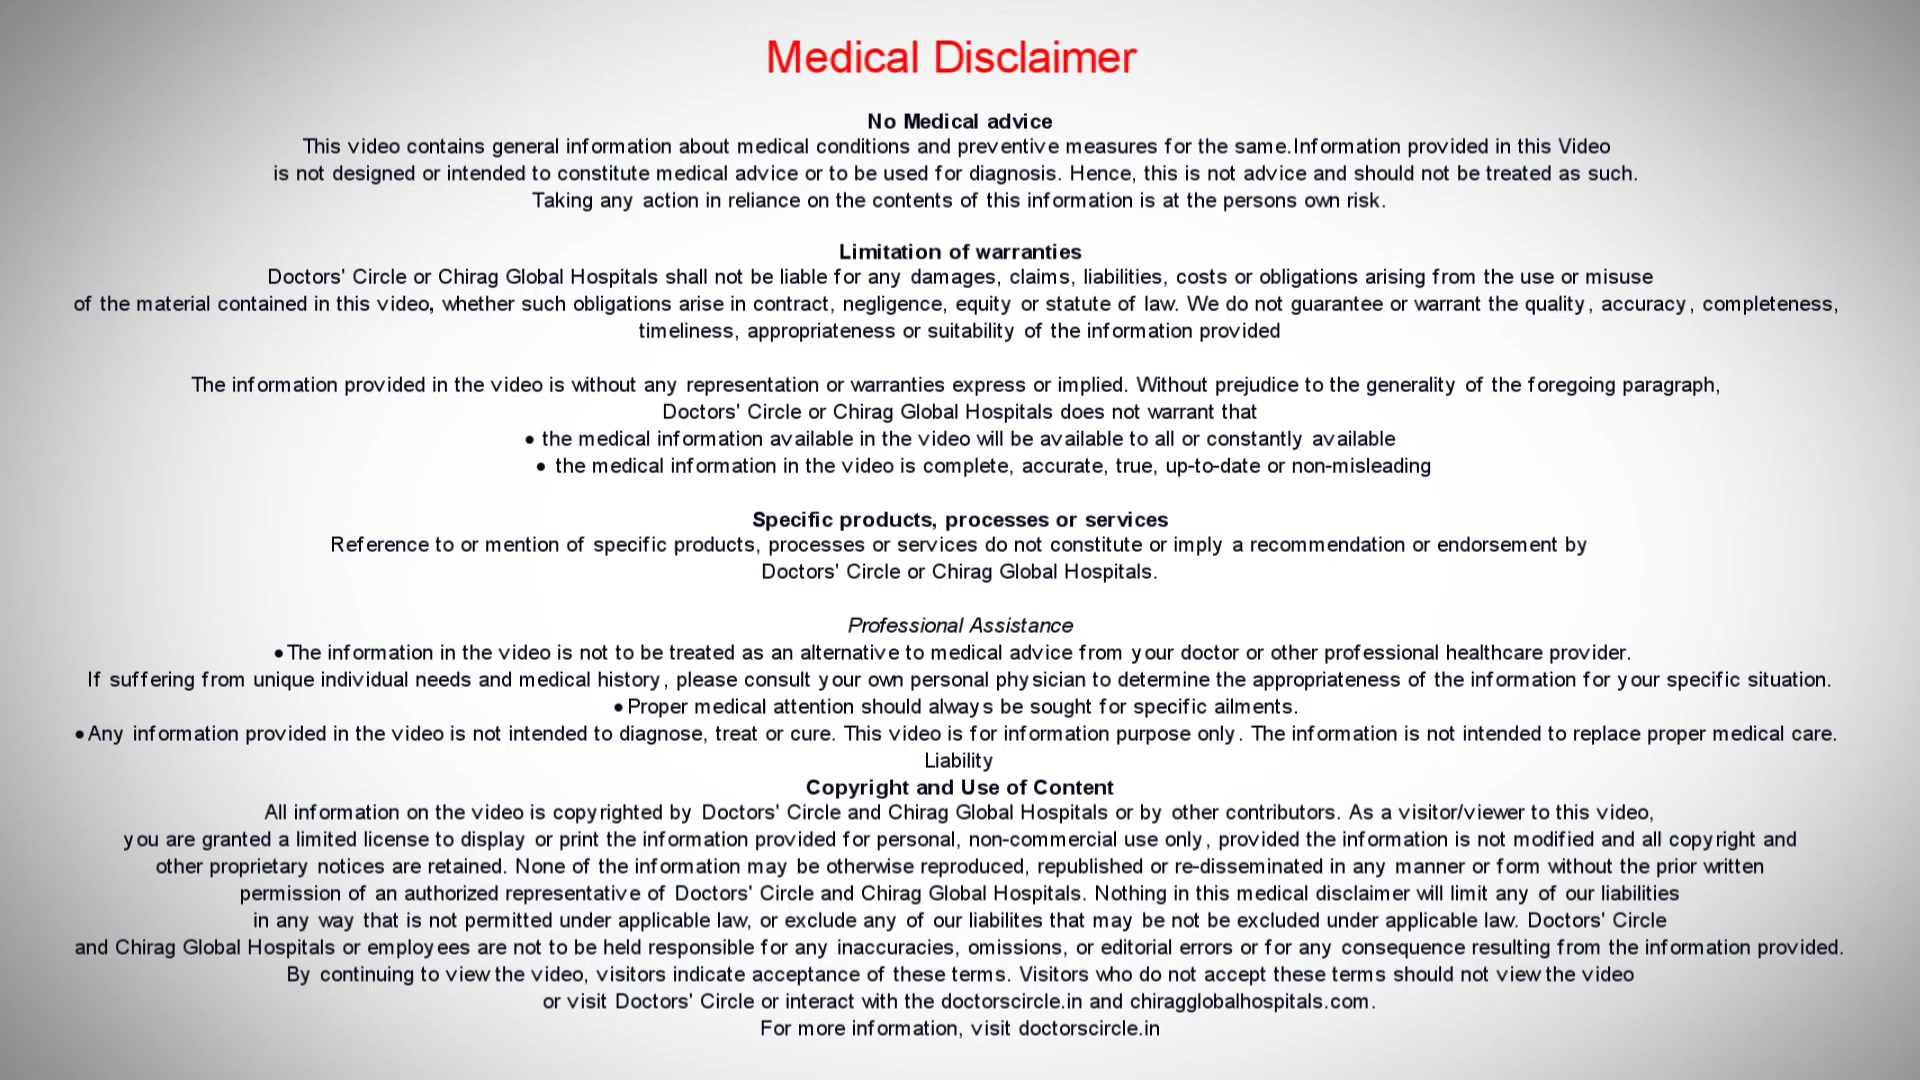 Medical Disclaimer
No Medical advice
This video contains general information about medical conditions and preventive measures for the same.Information provided in this Video
is not designed or intended to constitute medical advice or to be used for diagnosis. Hence, this is not advice and should not be treated as such.
Taking any action in reliance on the contents of this information is at the persons own risk.
Limitation of warranties
Doctors' Circle or Chirag Global Hospitals shall not be liable for any damages, claims, liabilities, costs or obligations arising from the use or misuse
of the material contained in this video, whether such obligations arise in contract, negligence, equity or statute of law. We do not guarantee or warrant the quality, accuracy, completeness,
timeliness, appropriateness or suitability of the information provided
The information provided in the video is without any representation or warranties express or implied. Without prejudice to the generality of the foregoing paragraph,
Doctors' Circle or Chirag Global Hospitals does not warrant that
• the medical information available in the video will be available to all or constantly available
• the medical information in the video is complete, accurate, true, up-to-date or non-misleading
Specific products, processes or services
Reference to or mention of specific products, processes or services do not constitute or imply a recommendation or endorsement by
Doctors' Circle or Chirag Global Hospitals.
Professional Assistance
•The information in the video is not to be treated as an alternative to medical advice from your doctor or other professional healthcare provider.
If suffering from unique individual needs and medical history, please consult your own personal physician to determine the appropriateness of the information for your specific situation.
•Proper medical attention should always be sought for specific ailments.
•Any information provided in the video is not intended to diagnose, treat or cure. This video is for information purpose only. The information is not intended to replace proper medical care.
Liability
Copyright and Use of Content
All information on the video is copyrighted by Doctors' Circle and Chirag Global Hospitals or by other contributors. As a visitor/viewer to this video,
you are granted a limited license to display or print the information provided for personal, non-commercial use only, provided the information is not modified and all copyright and
other proprietary notices are retained. None of the information may be otherwise reproduced, republished or re-disseminated in any manner or form without the prior written
permission of an authorized representative of Doctors' Circle and Chirag Global Hospitals. Nothing in this medical disclaimer will limit any of our liabilities
in any way that is not permitted under applicable law, or exclude any of our liabilites that may be not be excluded under applicable law. Doctors' Circle
and Chirag Global Hospitals or employees are not to be held responsible for any inaccuracies, omissions, or editorial errors or for any consequence resulting from the information provided.
By continuing to view the video, visitors indicate acceptance of these terms. Visitors who do not accept these terms should not view the video
or visit Doctors' Circle or interact with the doctorscircle.in and chiragglobalhospitals.com.
For more information, visit doctorscircle.in